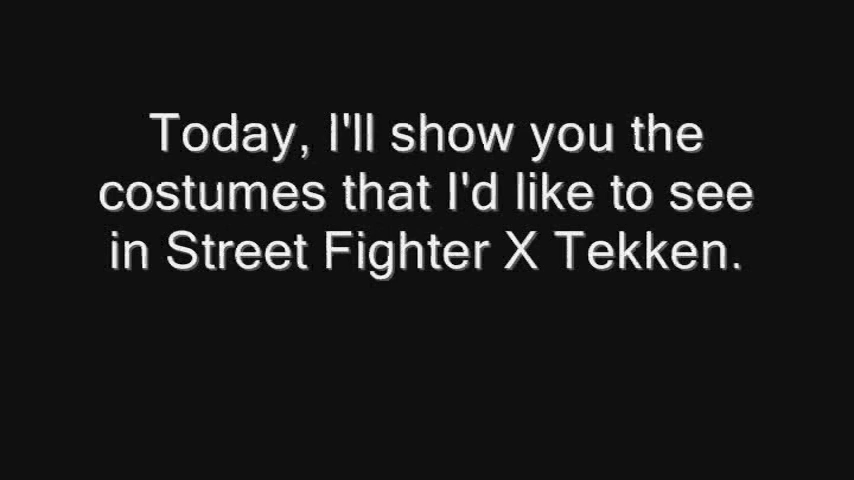 Today, I'll show you the
costumes that I'd like to see
in Street Fighter X Tekken.